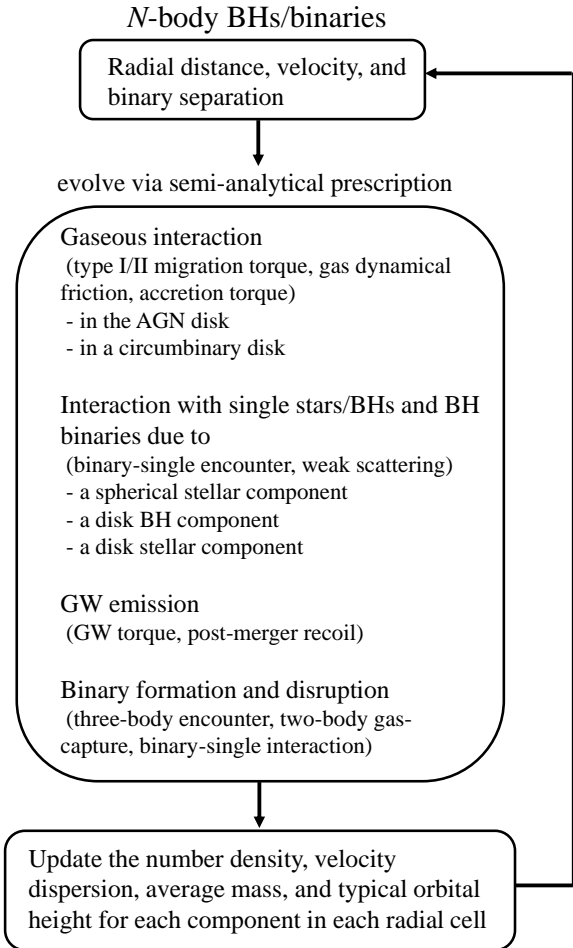 N-body BHs/binaries
Radial distance, velocity, and
binary separation
evolve via semi-analytical prescription
Gaseous interaction
(type I/II migration torque, gas dynamical
friction, accretion torque)
- in the AGN disk
- in a circumbinary disk
Interaction with single stars/BHs and BH
binaries due to
(binary-single encounter, weak scattering)
- a spherical stellar component
- a disk BH component
- a disk stellar component
GW emission
(GW torque, post-merger recoil)
Binary formation and disruption
(three-body encounter, two-body gas-
capture, binary-single interaction)
Update the number density, velocity
dispersion, average mass, and typical orbital
height for each component in each radial cell